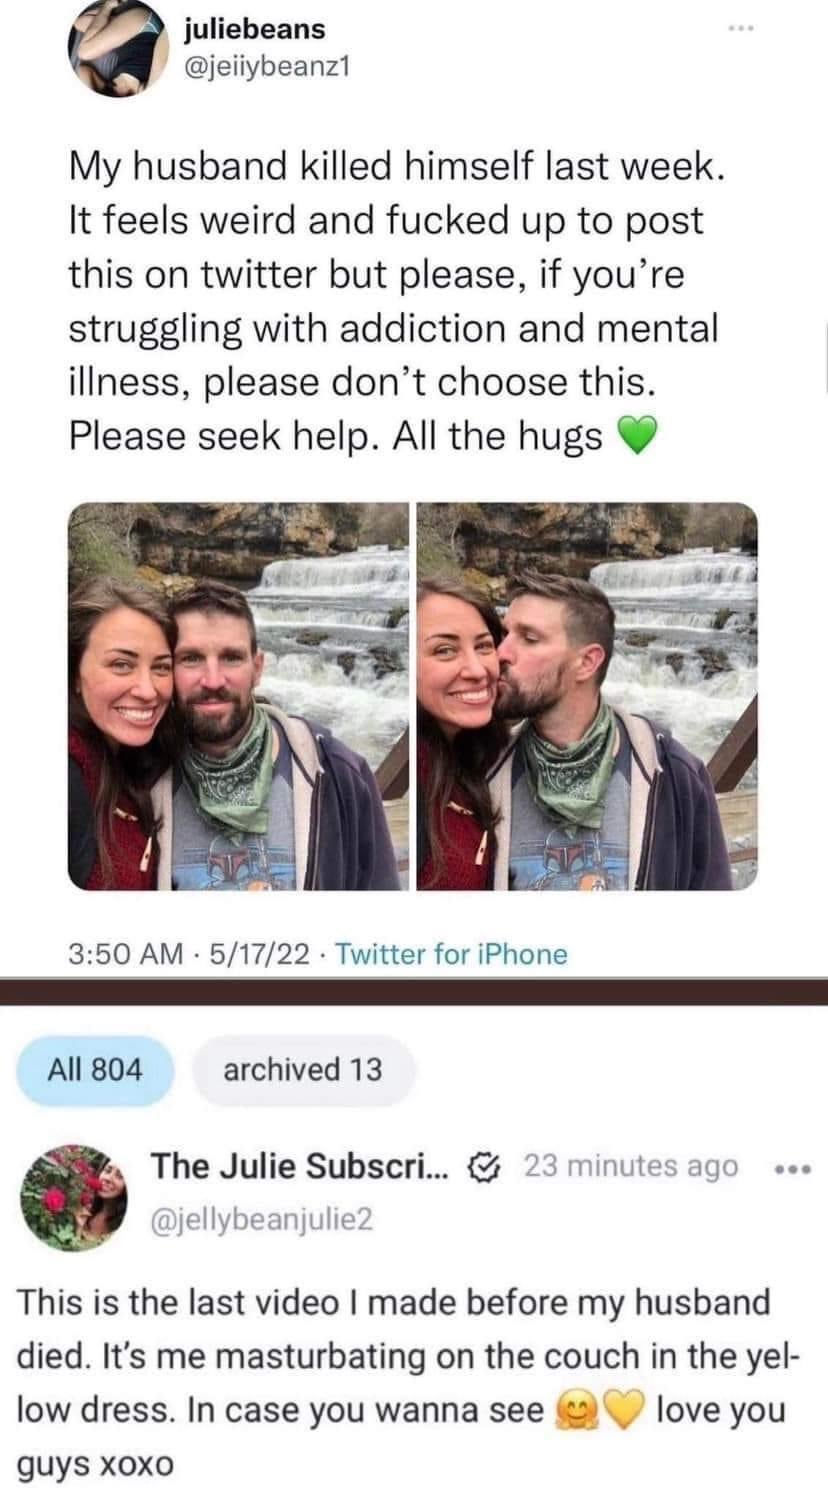 juliebeans
@jeiiybeanz1
My husband killed himself last week.
It feels weird and fucked up to post
this on twitter but please, if you’re
struggling with addiction and mental
illness, please don’t choose this.
Please seek help. All the hugs 💚
3:50 AM · 5/17/22 · Twitter for iPhone
All 804 archived 13
The Julie Subscri... 23 minutes ago
@jellybeanjulie2
This is the last video I made before my husband
died. It’s me masturbating on the couch in the yel-
low dress. In case you wanna see 🤗💛 love you
guys xoxo